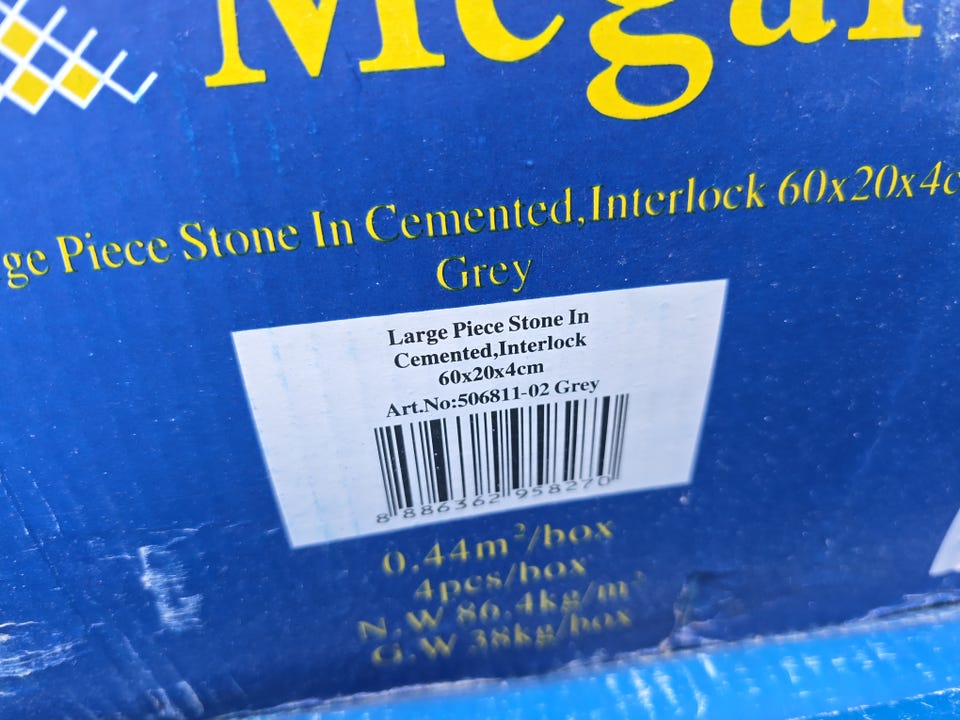 Megar
ge Piece Stone In Cemented,Interlock 60x20x4c
Grey
Large Piece Stone In
Cemented,Interlock
60x20x4cm
Art.No:506811-02 Grey
8 886362 958270
0.44m²/box
4pcs/box
N.W 86.4kg/m²
G.W 38kg/box